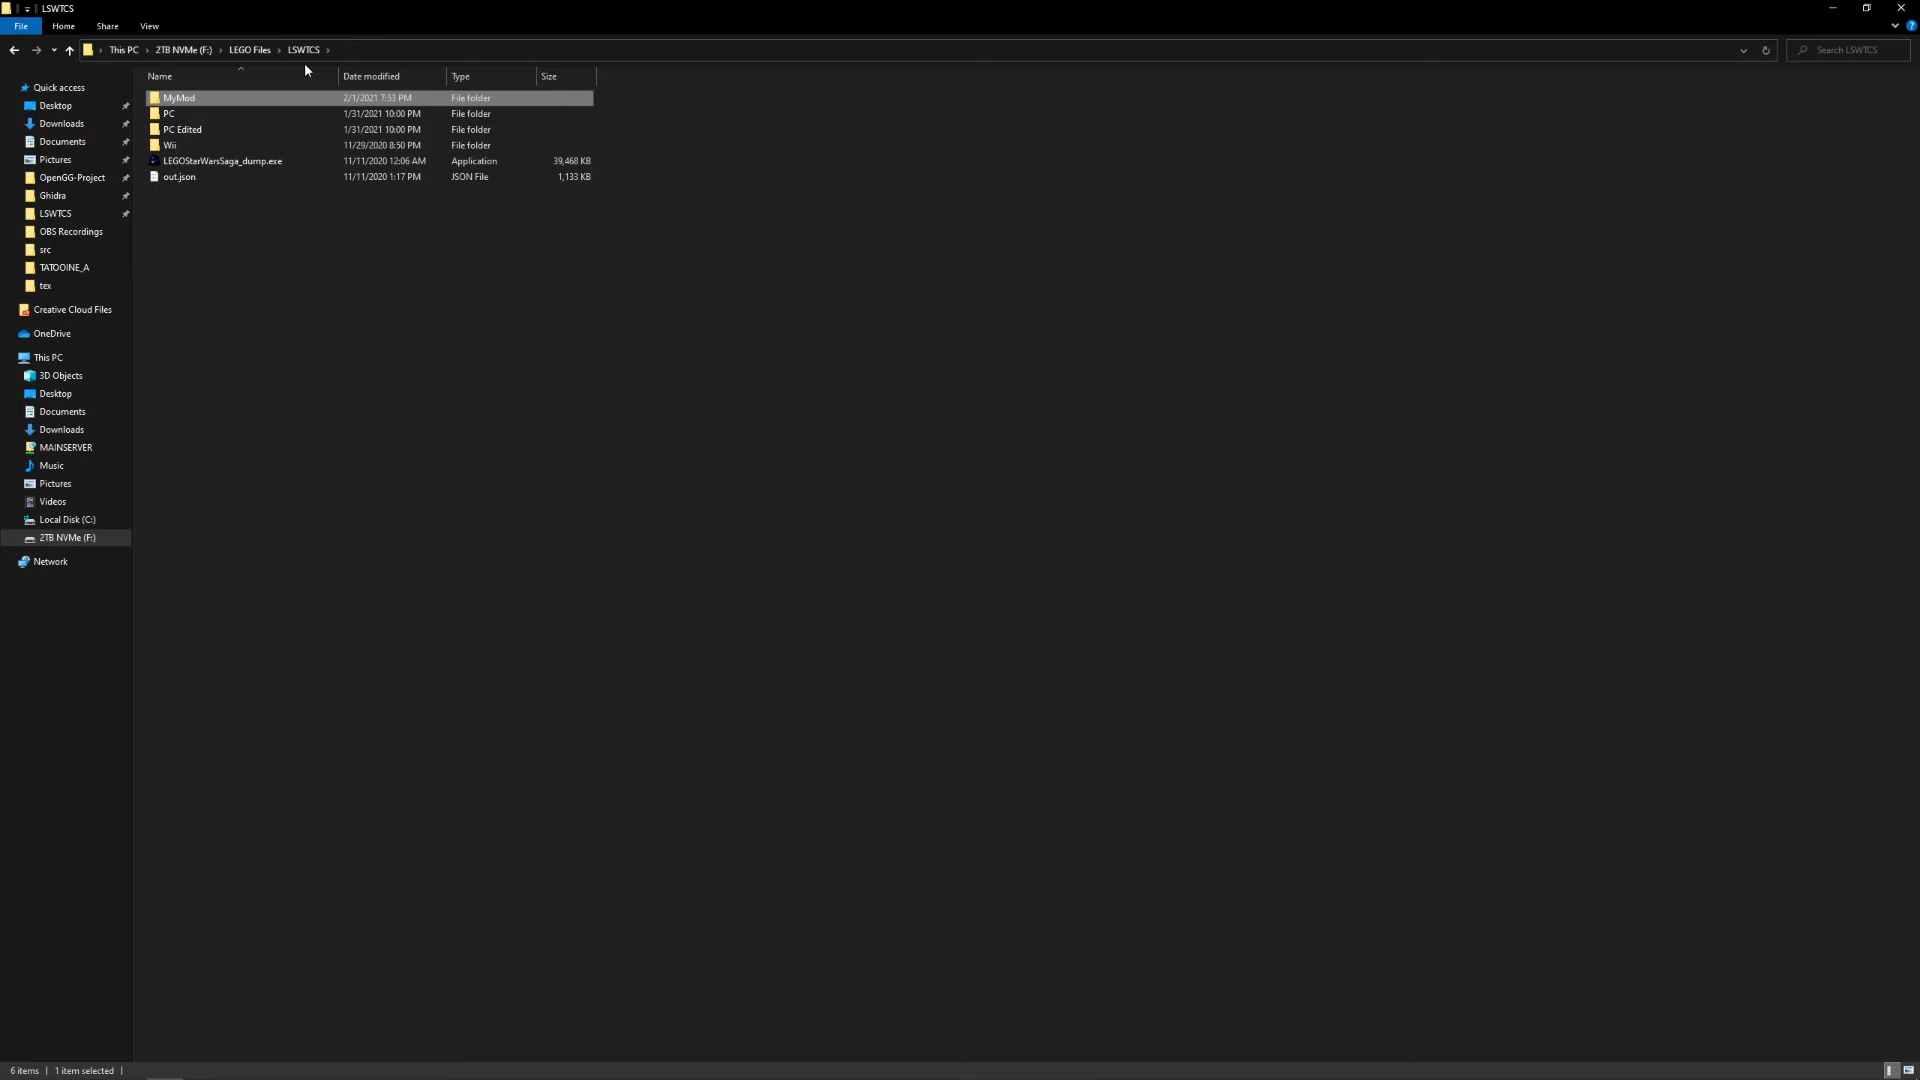 LSWTCS
File Home Share View
This PC 2TB NVMe (F:) LEGO Files LSWTCS Search LSWTCS
Name Date modified Type Size
MyMod 2/1/2021 7:53 PM File folder
PC 1/31/2021 10:00 PM File folder
PC Edited 1/31/2021 10:00 PM File folder
Wii 11/29/2020 8:50 PM File folder
LEGOStarWarsSaga_dump.exe 11/11/2020 12:06 AM Application 39,468 KB
out.json 11/11/2020 1:17 PM JSON File 1,133 KB
Quick access
Desktop
Downloads
Documents
Pictures
OpenGG-Project
Ghidra
LSWTCS
OBS Recordings
src
TATOOINE_A
tex
Creative Cloud Files
OneDrive
This PC
3D Objects
Desktop
Documents
Downloads
MAINSERVER
Music
Pictures
Videos
Local Disk (C:)
2TB NVMe (F:)
Network
6 items 1 item selected